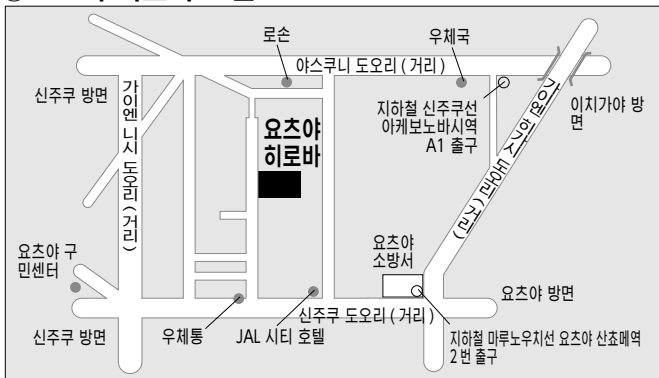 로손
우체국
야스쿠니 도오리 ( 거리 )
신주쿠 방면
가이엔 니시 도오리 ( 거리 )
지하철 신주쿠선
아케보노바시역
A1 출구
가이엔 히가시 도오리 ( 거리 )
이치가야 방
면
요츠야
히로바
요츠야 구
민센터
요츠야
소방서
요츠야 방면
신주쿠 방면
우체통
JAL 시티 호텔
신주쿠 도오리 ( 거리 )
지하철 마루노우치선 요츠야 산쵸메역
2 번 출구